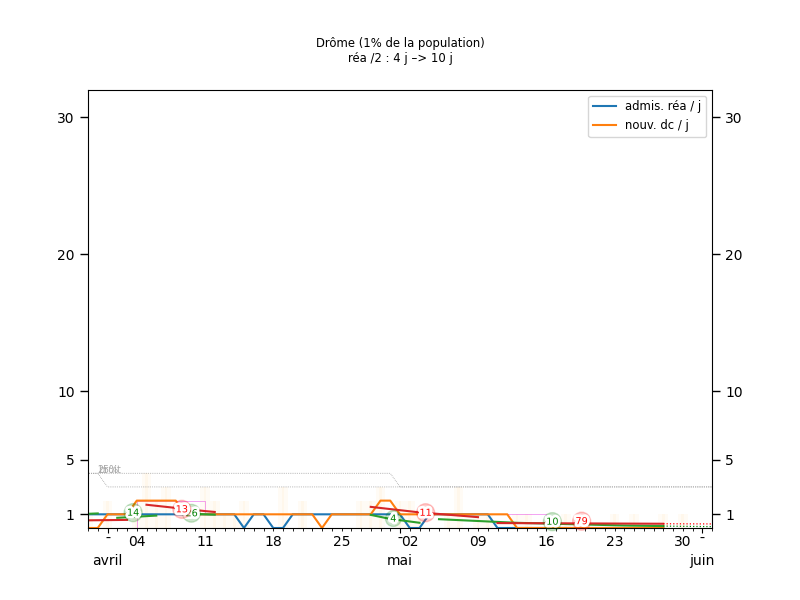 Drôme (1% de la population)
réa /2 : 4 j –> 10 j
admis. réa / j
nouv. dc / j
30 30
20 20
10 10
5 5
1 1
14 13 4 11 10 79
- 04 11 18 25 -02 09 16 23 30 -
avril mai juin